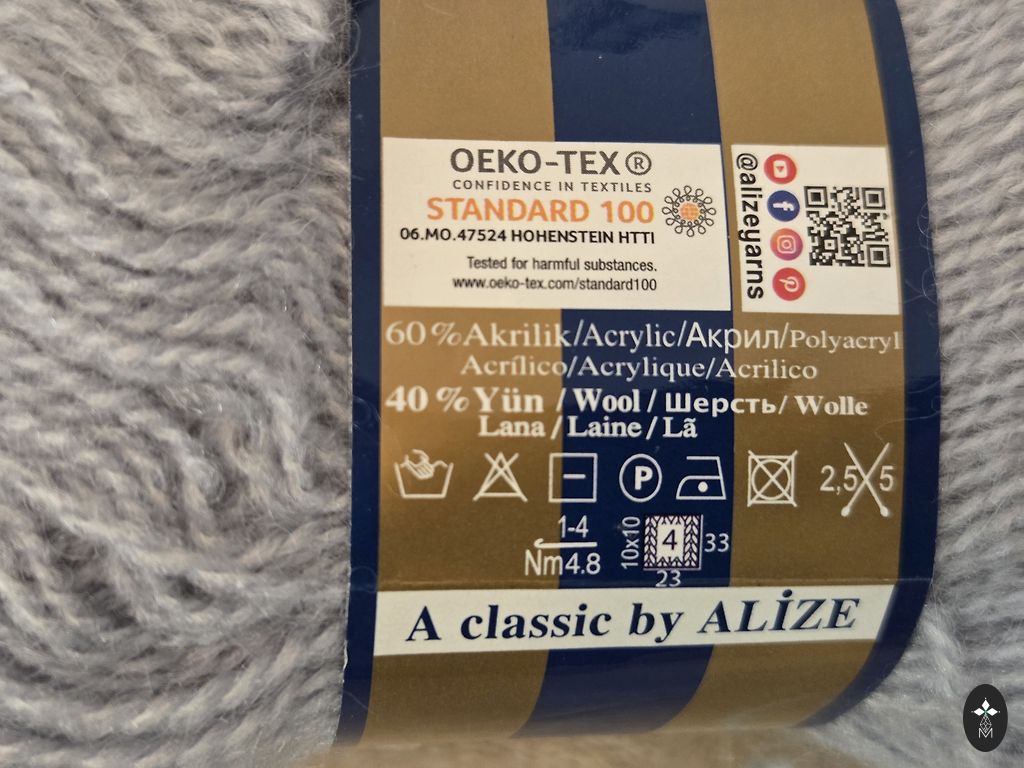 OEKO-TEX®
CONFIDENCE IN TEXTILES
STANDARD 100
06.MO.47524 HOHENSTEIN HTTI
Tested for harmful substances.
www.oeko-tex.com/standard100
@alizeyarns
60 % Akrilik/Acrylic/Акрил/Polyacryl
Acrílico/Acrylique/Acrilico
40 % Yün / Wool / Шерсть / Wolle
Lana / Laine / Lã
P
2,5 5
1-4
Nm4.8
10x10
4
33
23
A classic by ALİZE
M